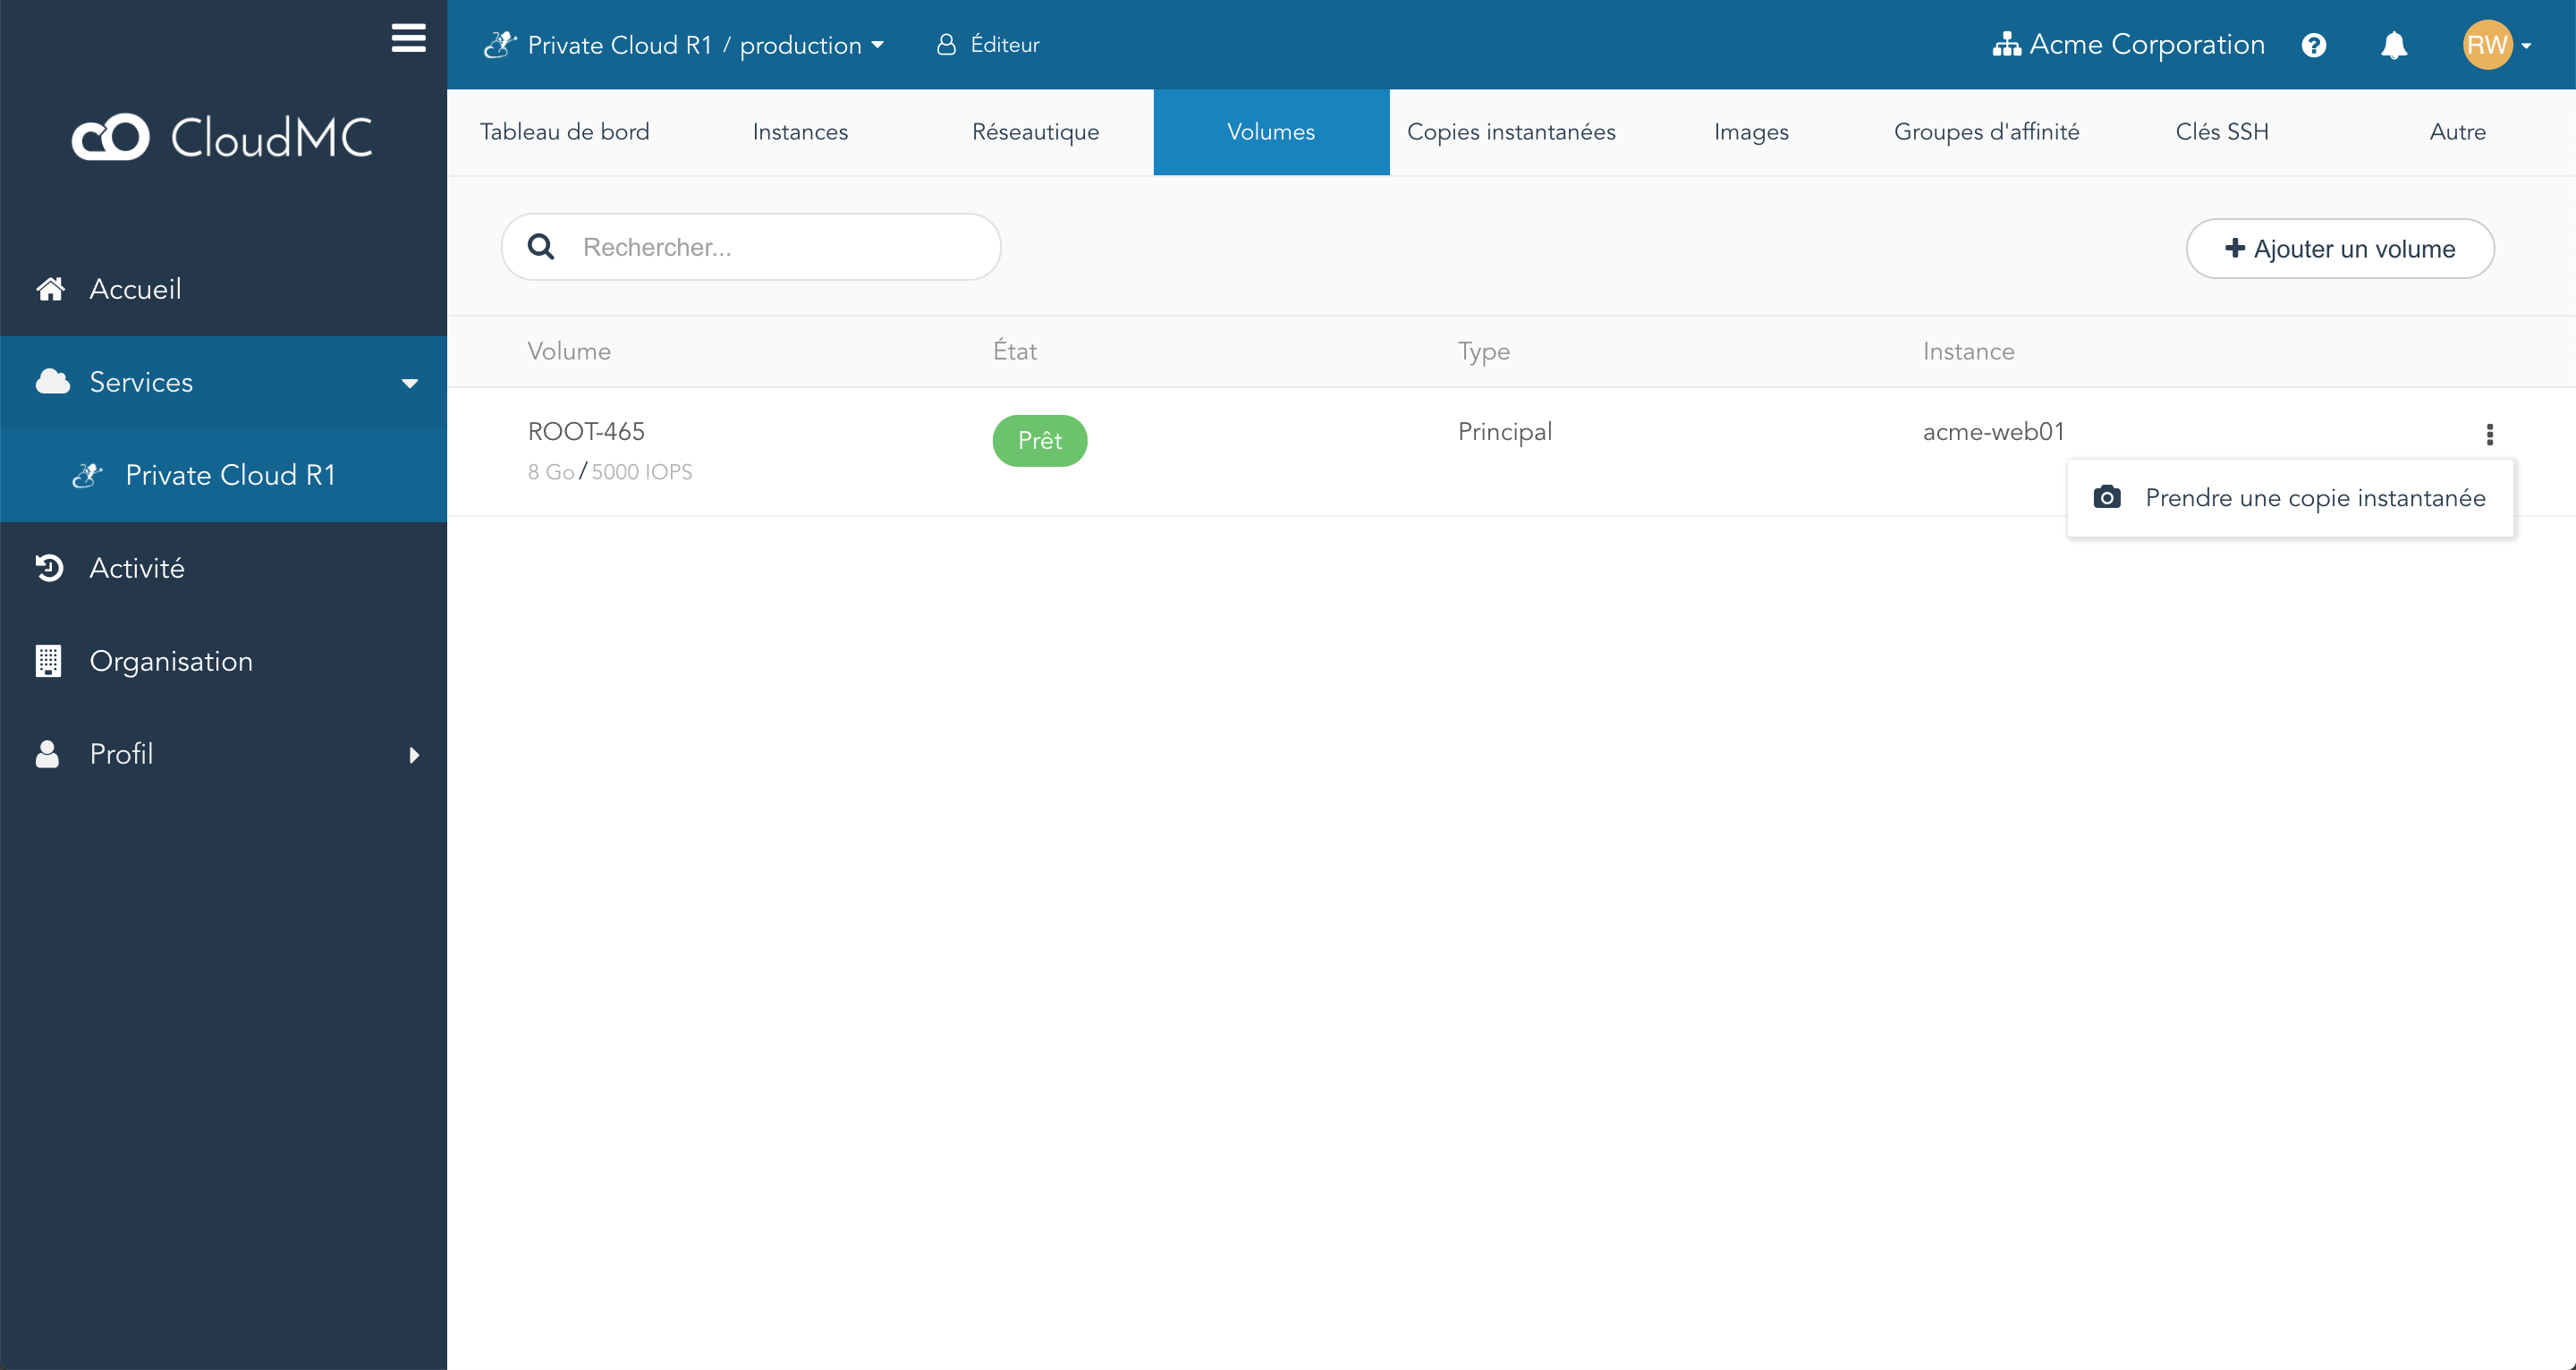 Private Cloud R1 / production
Éditeur
Acme Corporation
RW
CloudMC
Tableau de bord
Instances
Réseautique
Volumes
Copies instantanées
Images
Groupes d'affinité
Clés SSH
Autre
Rechercher...
Ajouter un volume
Accueil
Services
Private Cloud R1
Activité
Organisation
Profil
Volume
État
Type
Instance
ROOT-465
8 Go / 5000 IOPS
Prêt
Principal
acme-web01
Prendre une copie instantanée